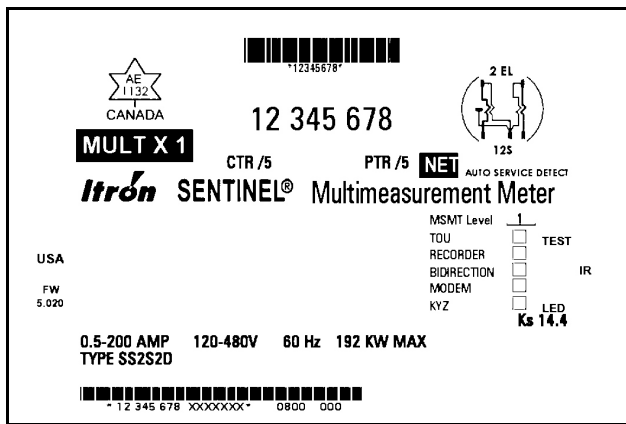 *12345678*
AE
1132
CANADA
2 EL
12 345 678
12S
MULT X 1
CTR /5 PTR /5 NET AUTO SERVICE DETECT
Itron SENTINEL® Multimeasurement Meter
MSMT Level 1
TOU TEST
RECORDER
USA
BIDIRECTION IR
FW
MODEM
5.020
KYZ LED
Ks 14.4
0.5-200 AMP 120-480V 60 Hz 192 KW MAX
TYPE SS2S2D
* 12 345 678 XXXXXXX* 0800 000